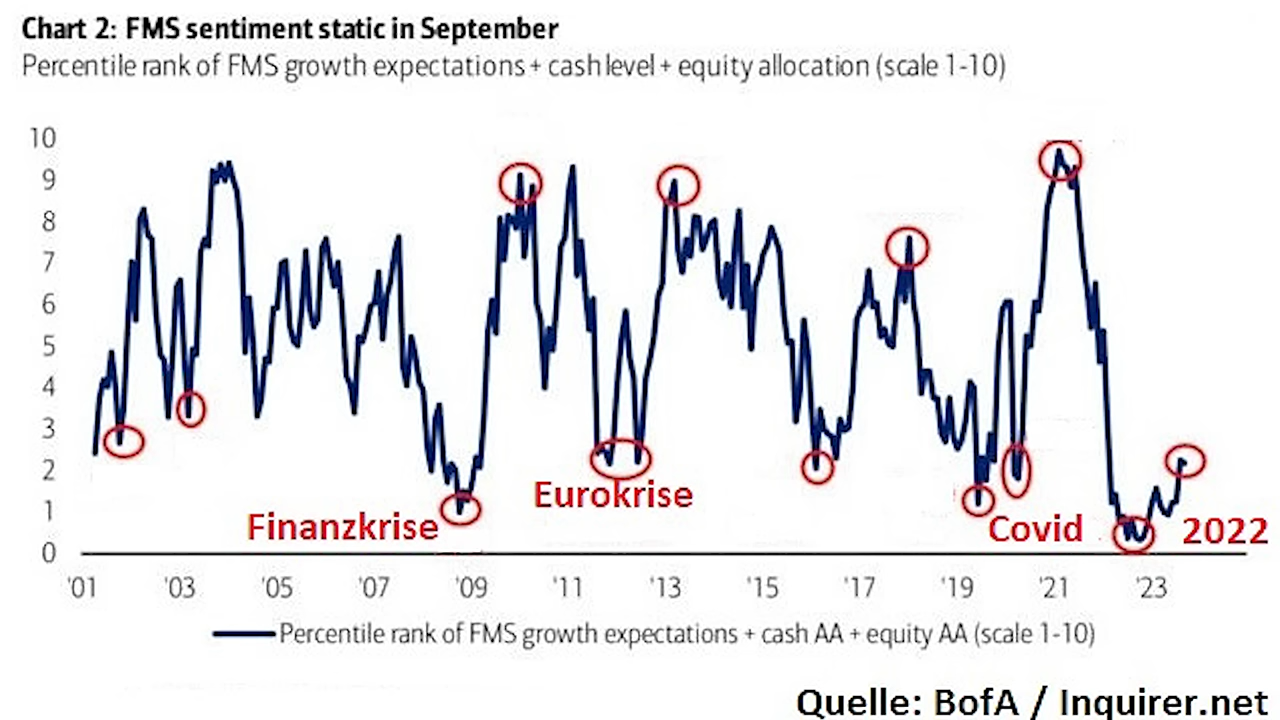 Chart 2: FMS sentiment static in September
Percentile rank of FMS growth expectations + cash level + equity allocation (scale 1-10)
10
9
8
7
6
5
4
3
2
1
0
Finanzkrise
Eurokrise
Covid
2022
'01 '03 '05 '07 '09 '11 '13 '15 '17 '19 '21 '23
Percentile rank of FMS growth expectations + cash AA + equity AA (scale 1-10)
Quelle: BofA / Inquirer.net